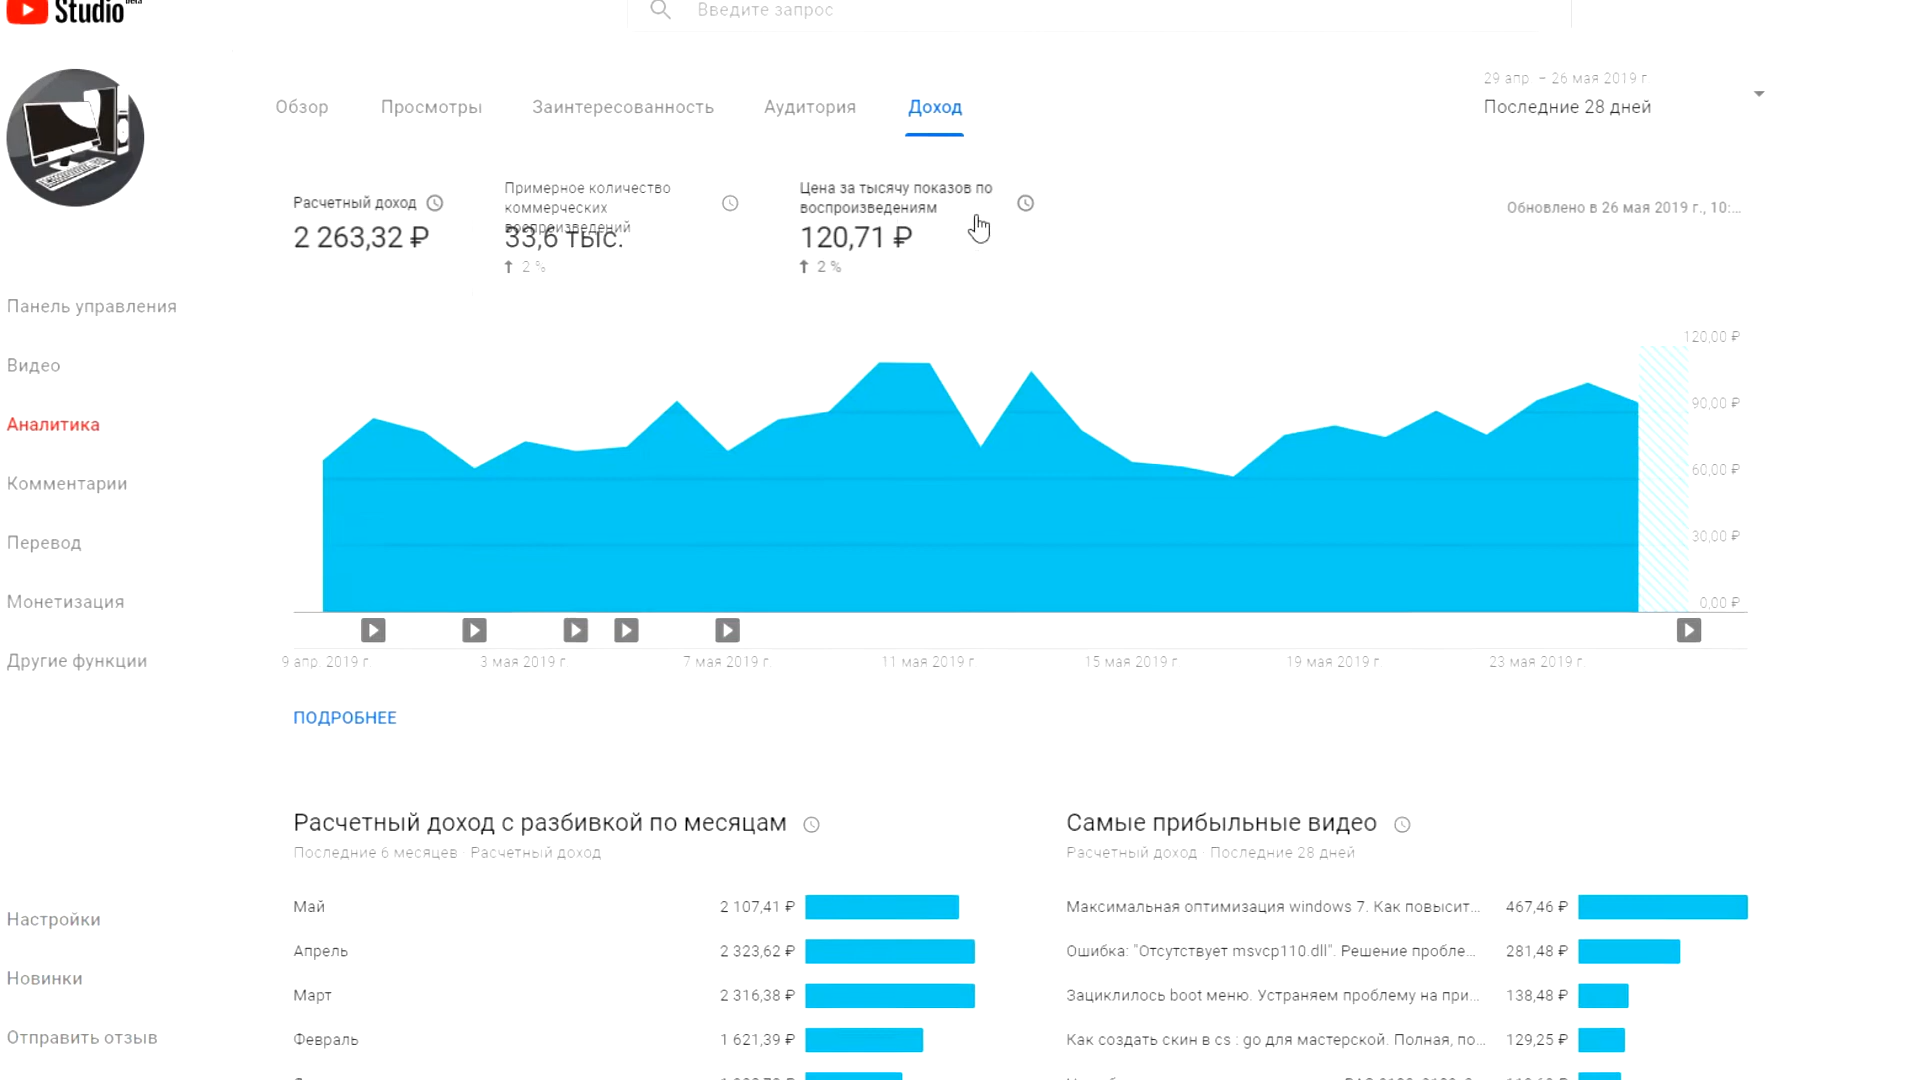 Studio beta
Введите запрос
29 апр. – 26 мая 2019 г.
Обзор
Просмотры
Заинтересованность
Аудитория
Доход
Последние 28 дней
Расчетный доход
2 263,32 ₽
Примерное количество
коммерческих
воспроизведений
33,6 тыс.
2 %
Цена за тысячу показов по
воспроизведениям
120,71 ₽
2 %
Обновлено в 26 мая 2019 г., 10:...
Панель управления
Видео
Аналитика
Комментарии
Перевод
Монетизация
Другие функции
120,00 ₽
90,00 ₽
60,00 ₽
30,00 ₽
0,00 ₽
9 апр. 2019 г.
3 мая 2019 г.
7 мая 2019 г.
11 мая 2019 г.
15 мая 2019 г.
19 мая 2019 г.
23 мая 2019 г.
ПОДРОБНЕЕ
Расчетный доход с разбивкой по месяцам
Последние 6 месяцев · Расчетный доход
Май 2 107,41 ₽
Апрель 2 323,62 ₽
Март 2 316,38 ₽
Февраль 1 621,39 ₽
Самые прибыльные видео
Расчетный доход · Последние 28 дней
Максимальная оптимизация windows 7. Как повысит... 467,46 ₽
Ошибка: "Отсутствует msvcp110.dll". Решение пробле... 281,48 ₽
Зациклилось boot меню. Устраняем проблему на при... 138,48 ₽
Как создать скин в cs : go для мастерской. Полная, по... 129,25 ₽
Настройки
Новинки
Отправить отзыв